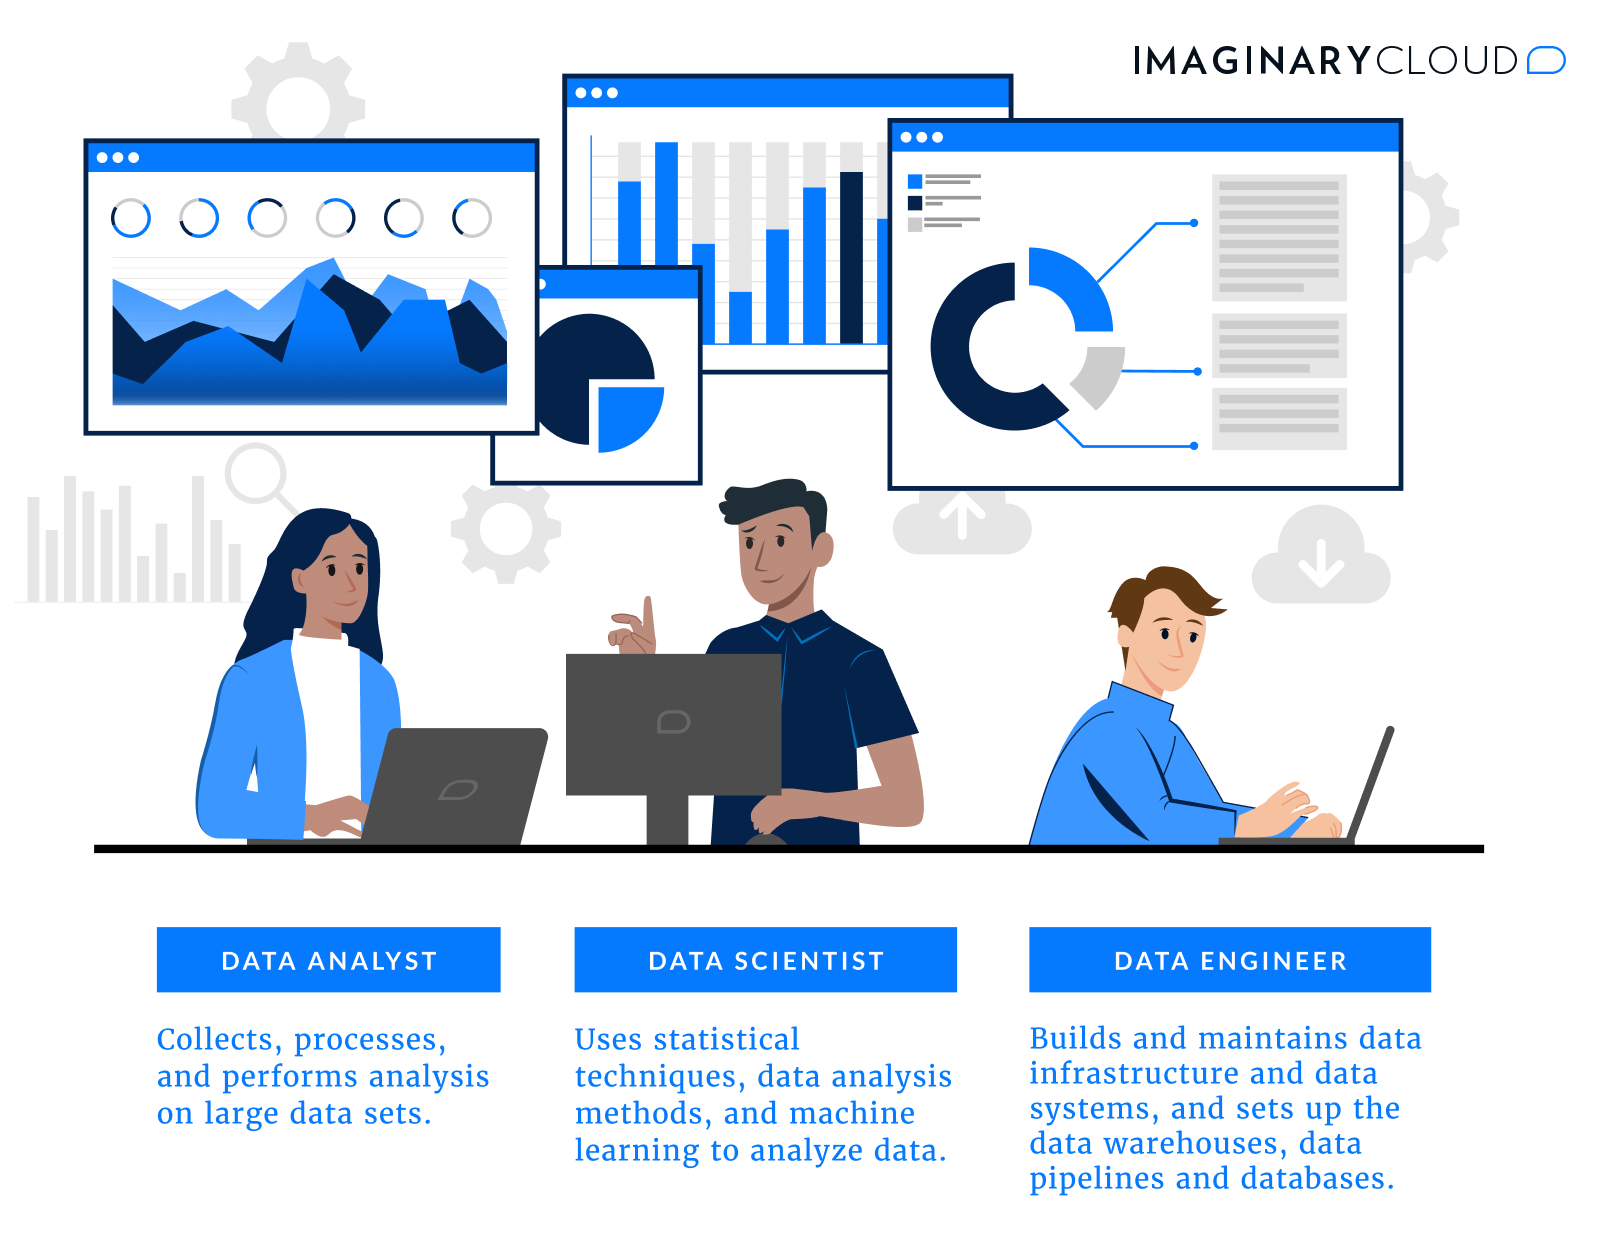 IMAGINARYCLOUD
DATA ANALYST
Collects, processes,
and performs analysis
on large data sets.
DATA SCIENTIST
Uses statistical
techniques, data analysis
methods, and machine
learning to analyze data.
DATA ENGINEER
Builds and maintains data
infrastructure and data
systems, and sets up the
data warehouses, data
pipelines and databases.